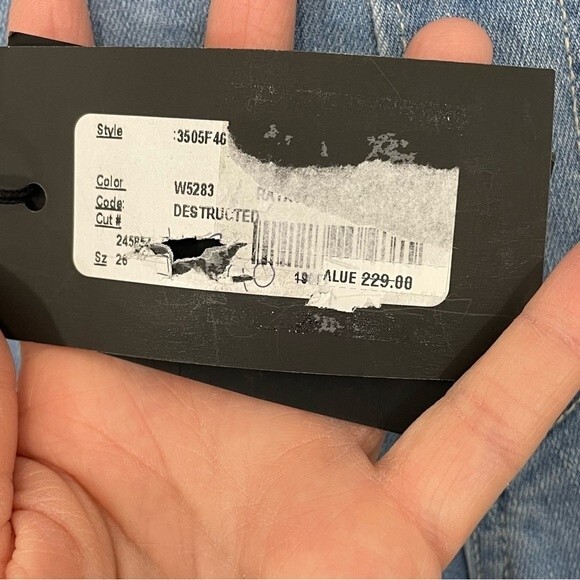 Style 3505F46
Color W5283
Code: DESTRUCTED
Cut #
Sz 26
ALUE 229.00